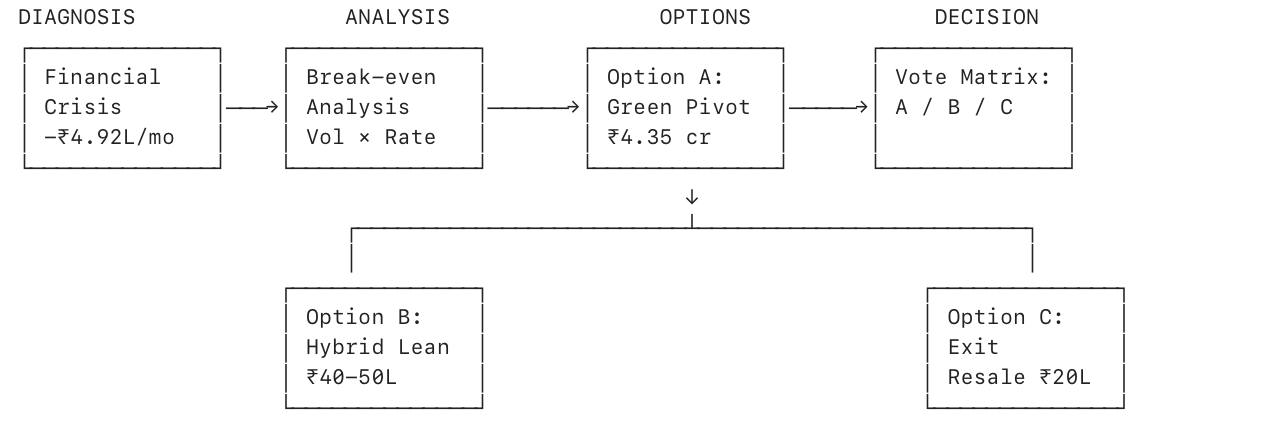 DIAGNOSIS
ANALYSIS
OPTIONS
DECISION
Financial
Crisis
−₹4.92L/mo
Break−even
Analysis
Vol × Rate
Option A:
Green Pivot
₹4.35 cr
Vote Matrix:
A / B / C
Option B:
Hybrid Lean
₹40−50L
Option C:
Exit
Resale ₹20L